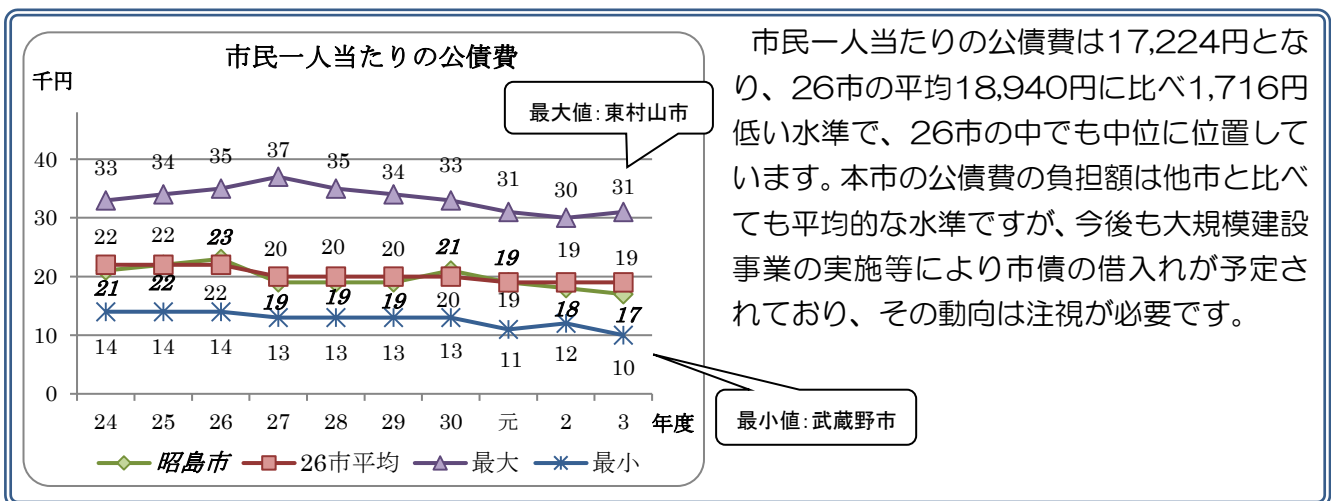 市民一人当たりの公債費
千円
最大値:東村山市
40
30
20
10
0
33 34 35 37 35 34 33 31 30 31
22 22 23 20 20 20 21 19 19 19
21 22 22 19 19 19 20 19 18 17
14 14 14 13 13 13 13 11 12 10
24 25 26 27 28 29 30 元 2 3 年度
最小値:武蔵野市
昭島市 26市平均 最大 最小
市民一人当たりの公債費は17,224円とな
り、26市の平均18,940円に比べ1,716円
低い水準で、26市の中でも中位に位置して
います。本市の公債費の負担額は他市と比べ
ても平均的な水準ですが、今後も大規模建設
事業の実施等により市債の借入れが予定さ
れており、その動向は注視が必要です。